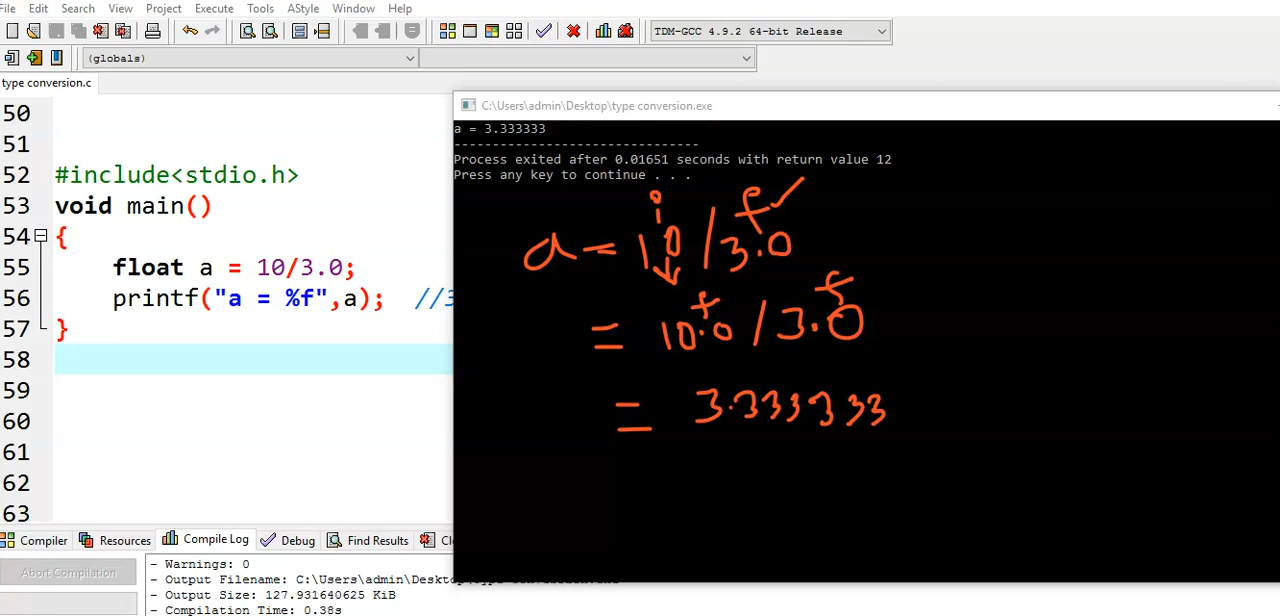 File Edit Search View Project Execute Tools AStyle Window Help
TDM-GCC 4.9.2 64-bit Release
(globals)
type conversion.c
C:\Users\admin\Desktop\type conversion.exe
50
51
52 #include<stdio.h>
53 void main()
54 {
55 float a = 10/3.0;
56 printf("a = %f",a); //3
57 }
58
59
60
61
62
63
a = 3.333333
------------------------------
Process exited after 0.01651 seconds with return value 12
Press any key to continue . . .
i f
a = 10/3.0
f f
= 10.0/3.0
= 3.333333
Compiler Resources Compile Log Debug Find Results
Abort Compilation
- Warnings: 0
- Output Filename: C:\Users\admin\Desktop
- Output Size: 127.931640625 KiB
- Compilation Time: 0.38s